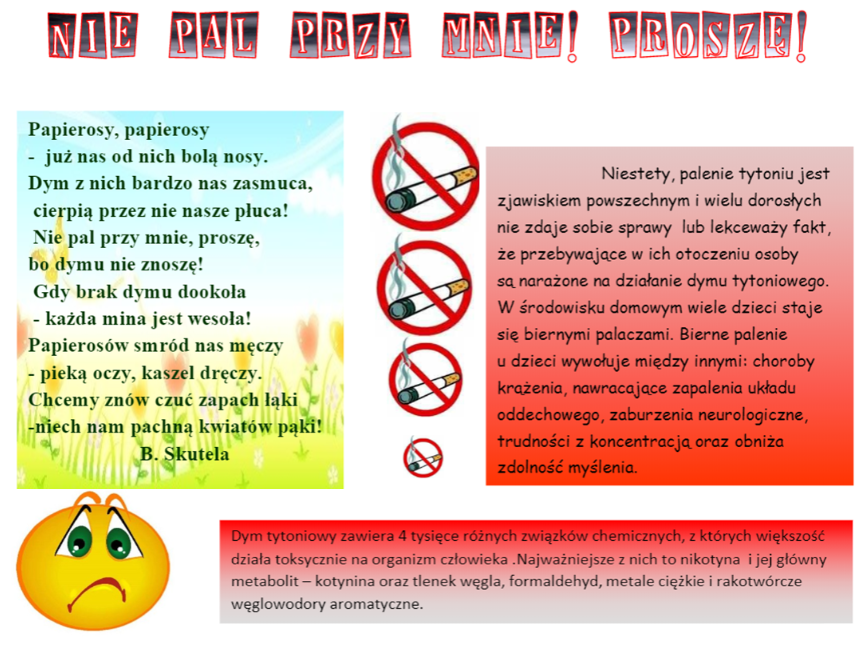 NIE PAL PRZY MNIE! PROSZĘ!
Papierosy, papierosy
- już nas od nich bolą nosy.
Dym z nich bardzo nas zasmuca,
cierpią przez nie nasze płuca!
Nie pal przy mnie, proszę,
bo dymu nie znoszę!
Gdy brak dymu dookoła
- każda mina jest wesoła!
Papierosów smród nas męczy
- pieką oczy, kaszel dręczy.
Chcemy znów czuć zapach łąki
-niech nam pachną kwiatów pąki!
B. Skutela
Niestety, palenie tytoniu jest
zjawiskiem powszechnym i wielu dorosłych
nie zdaje sobie sprawy lub lekceważy fakt,
że przebywające w ich otoczeniu osoby
są narażone na działanie dymu tytoniowego.
W środowisku domowym wiele dzieci staje
się biernymi palaczami. Bierne palenie
u dzieci wywołuje między innymi: choroby
krążenia, nawracające zapalenia układu
oddechowego, zaburzenia neurologiczne,
trudności z koncentracją oraz obniża
zdolność myślenia.
Dym tytoniowy zawiera 4 tysięce różnych związków chemicznych, z których większość
działa toksycznie na organizm człowieka .Najważniejsze z nich to nikotyna i jej główny
metabolit – kotynina oraz tlenek węgla, formaldehyd, metale ciężkie i rakotwórcze
węglowodory aromatyczne.